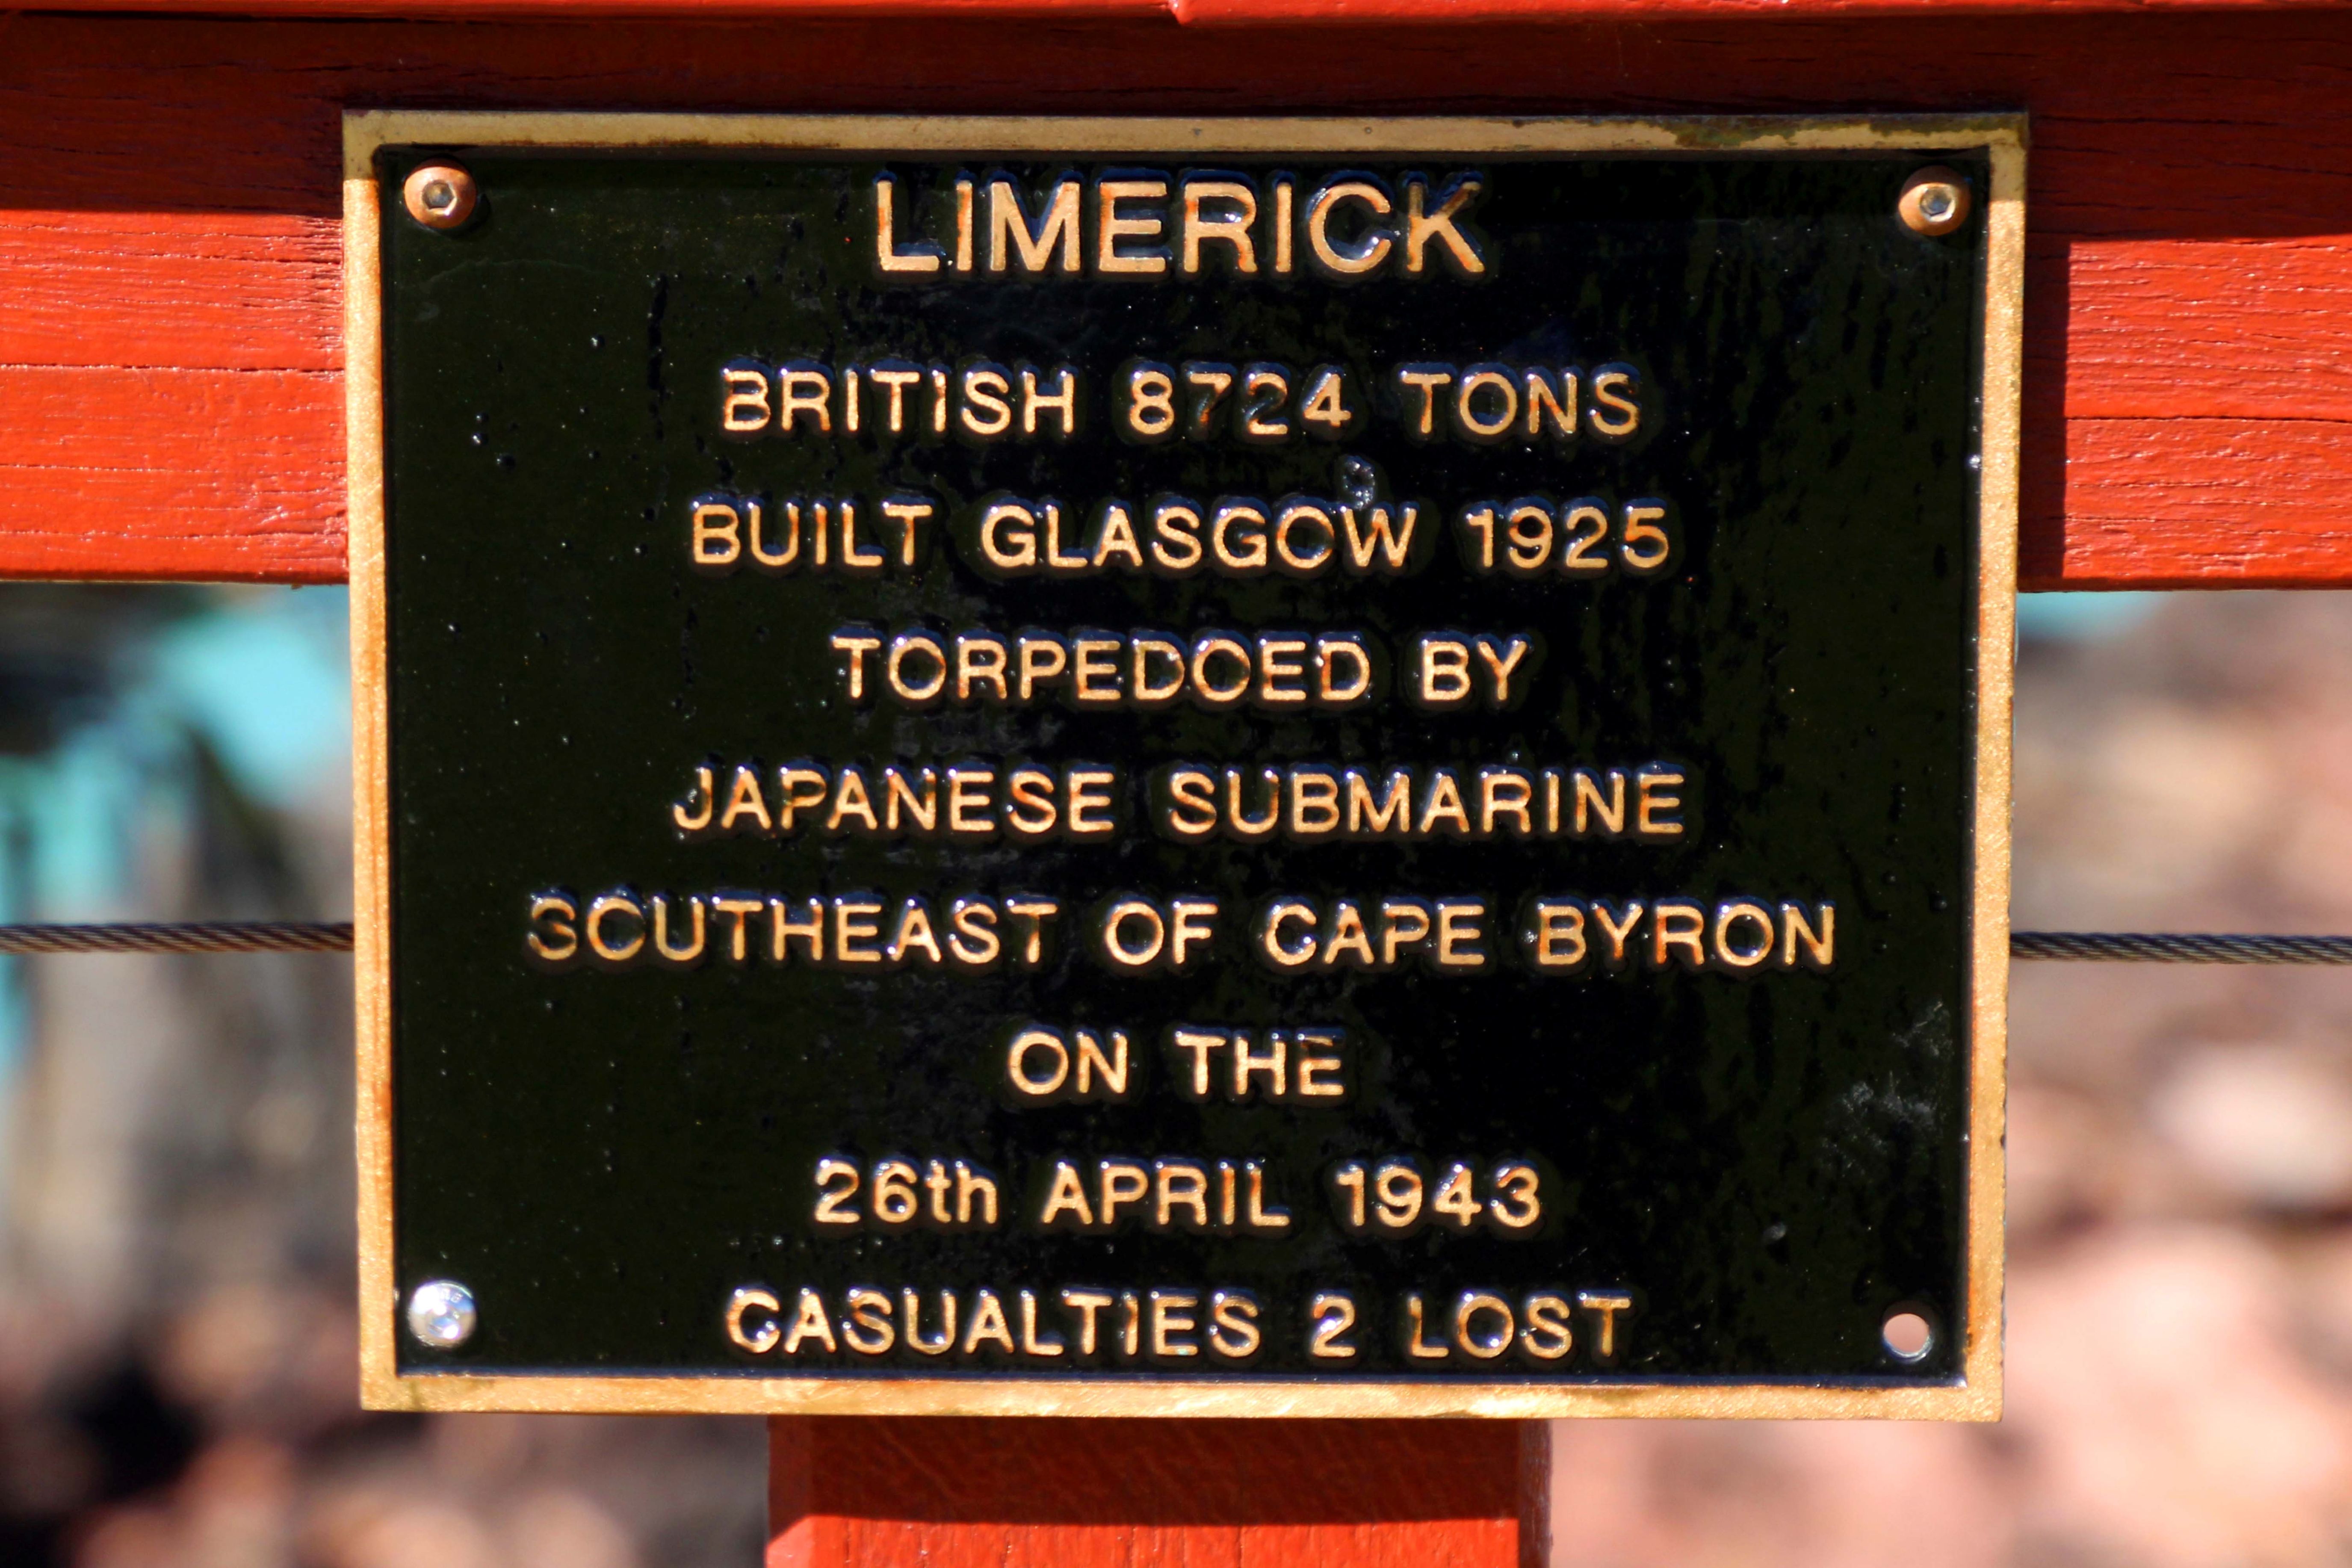 LIMERICK
BRITISH 8724 TONS
BUILT GLASGOW 1925
TORPEDOED BY
JAPANESE SUBMARINE
SOUTHEAST OF CAPE BYRON
ON THE
26th APRIL 1943
CASUALTIES 2 LOST